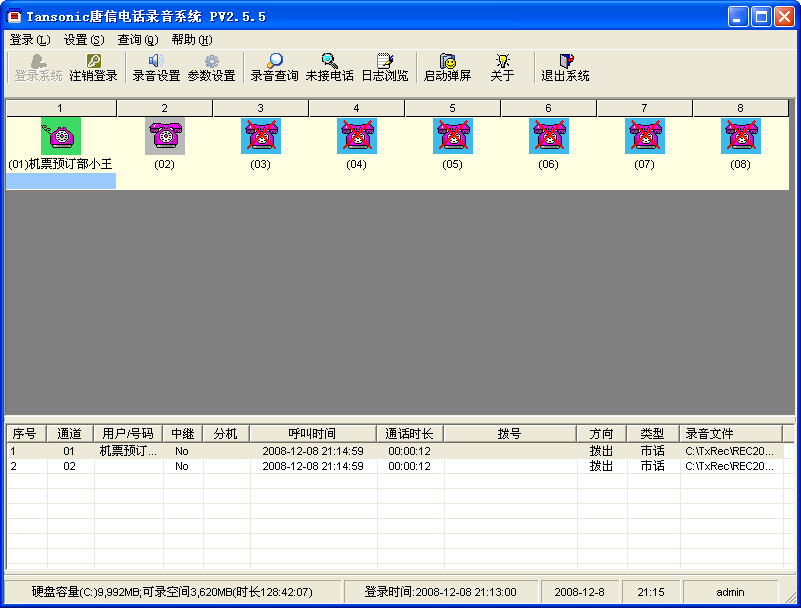 Tansonic唐信电话录音系统 PV2.5.5
登录(L) 设置(S) 查询(Q) 帮助(H)
登录系统 注销登录 录音设置 参数设置 录音查询 未接电话 日志浏览 启动弹屏 关于 退出系统
1 2 3 4 5 6 7 8
(01)机票预订部小王 (02) (03) (04) (05) (06) (07) (08)
序号 通道 用户/号码 中继 分机 呼叫时间 通话时长 拨号 方向 类型 录音文件
1 01 机票预订... No 2008-12-08 21:14:59 00:00:12 拨出 市话 C:\TxRec\REC20...
2 02 No 2008-12-08 21:14:59 00:00:12 拨出 市话 C:\TxRec\REC20...
硬盘容量(C:)9,992MB;可录空间3,620MB(时长128:42:07) 登录时间:2008-12-08 21:13:00 2008-12-8 21:15 admin